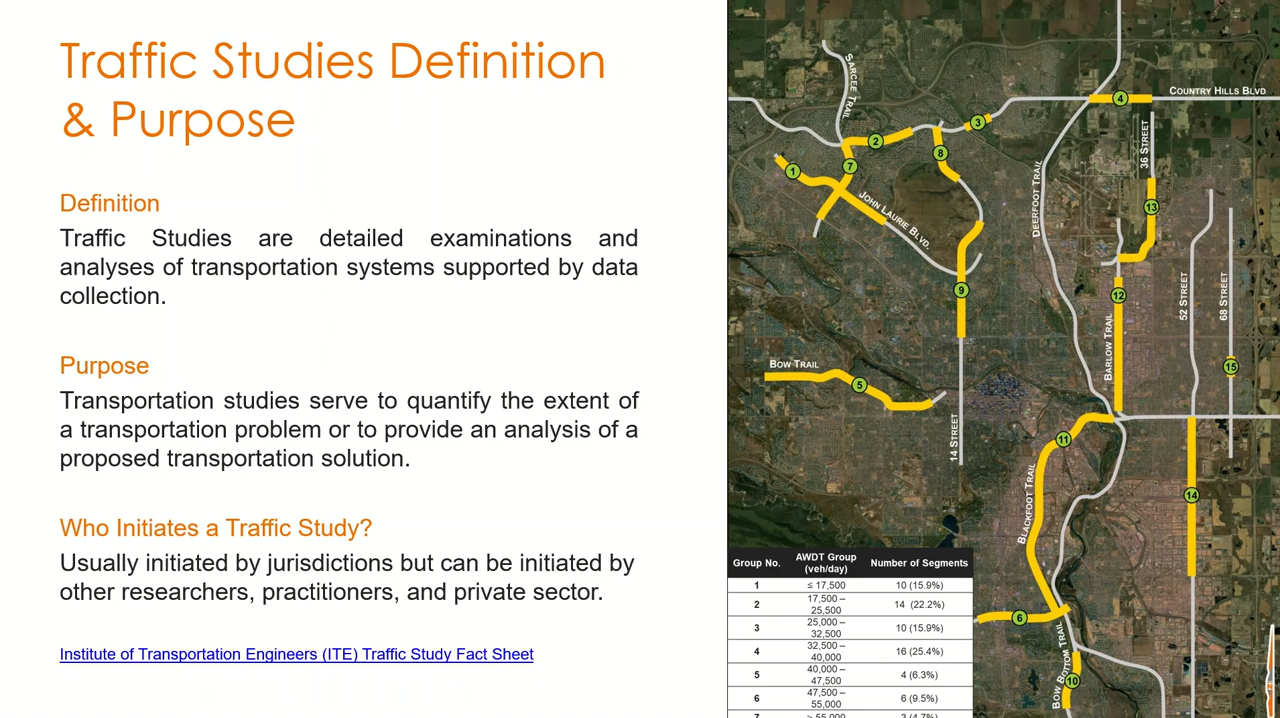 Traffic Studies Definition
& Purpose
Definition
Traffic Studies are detailed examinations and
analyses of transportation systems supported by data
collection.
Purpose
Transportation studies serve to quantify the extent of
a transportation problem or to provide an analysis of a
proposed transportation solution.
Who Initiates a Traffic Study?
Usually initiated by jurisdictions but can be initiated by
other researchers, practitioners, and private sector.
Institute of Transportation Engineers (ITE) Traffic Study Fact Sheet
SARCEE TRAIL
COUNTRY HILLS BLVD
4
3
2
36 STREET
8
7
1
DEERFOOT TRAIL
JOHN LAURIE BLVD.
13
9
12
52 STREET
68 STREET
BARLOW TRAIL
BOW TRAIL
5
15
14 STREET
11
BLACKFOOT TRAIL
14
6
BOW BOTTOM TRAIL
10
Group No. AWDT Group (veh/day) Number of Segments
1 ≤ 17,500 10 (15.9%)
2 17,500 – 25,500 14 (22.2%)
3 25,000 – 32,500 10 (15.9%)
4 32,500 – 40,000 16 (25.4%)
5 40,000 – 47,500 4 (6.3%)
6 47,500 – 55,000 6 (9.5%)
7 > 55,000 3 (4.7%)